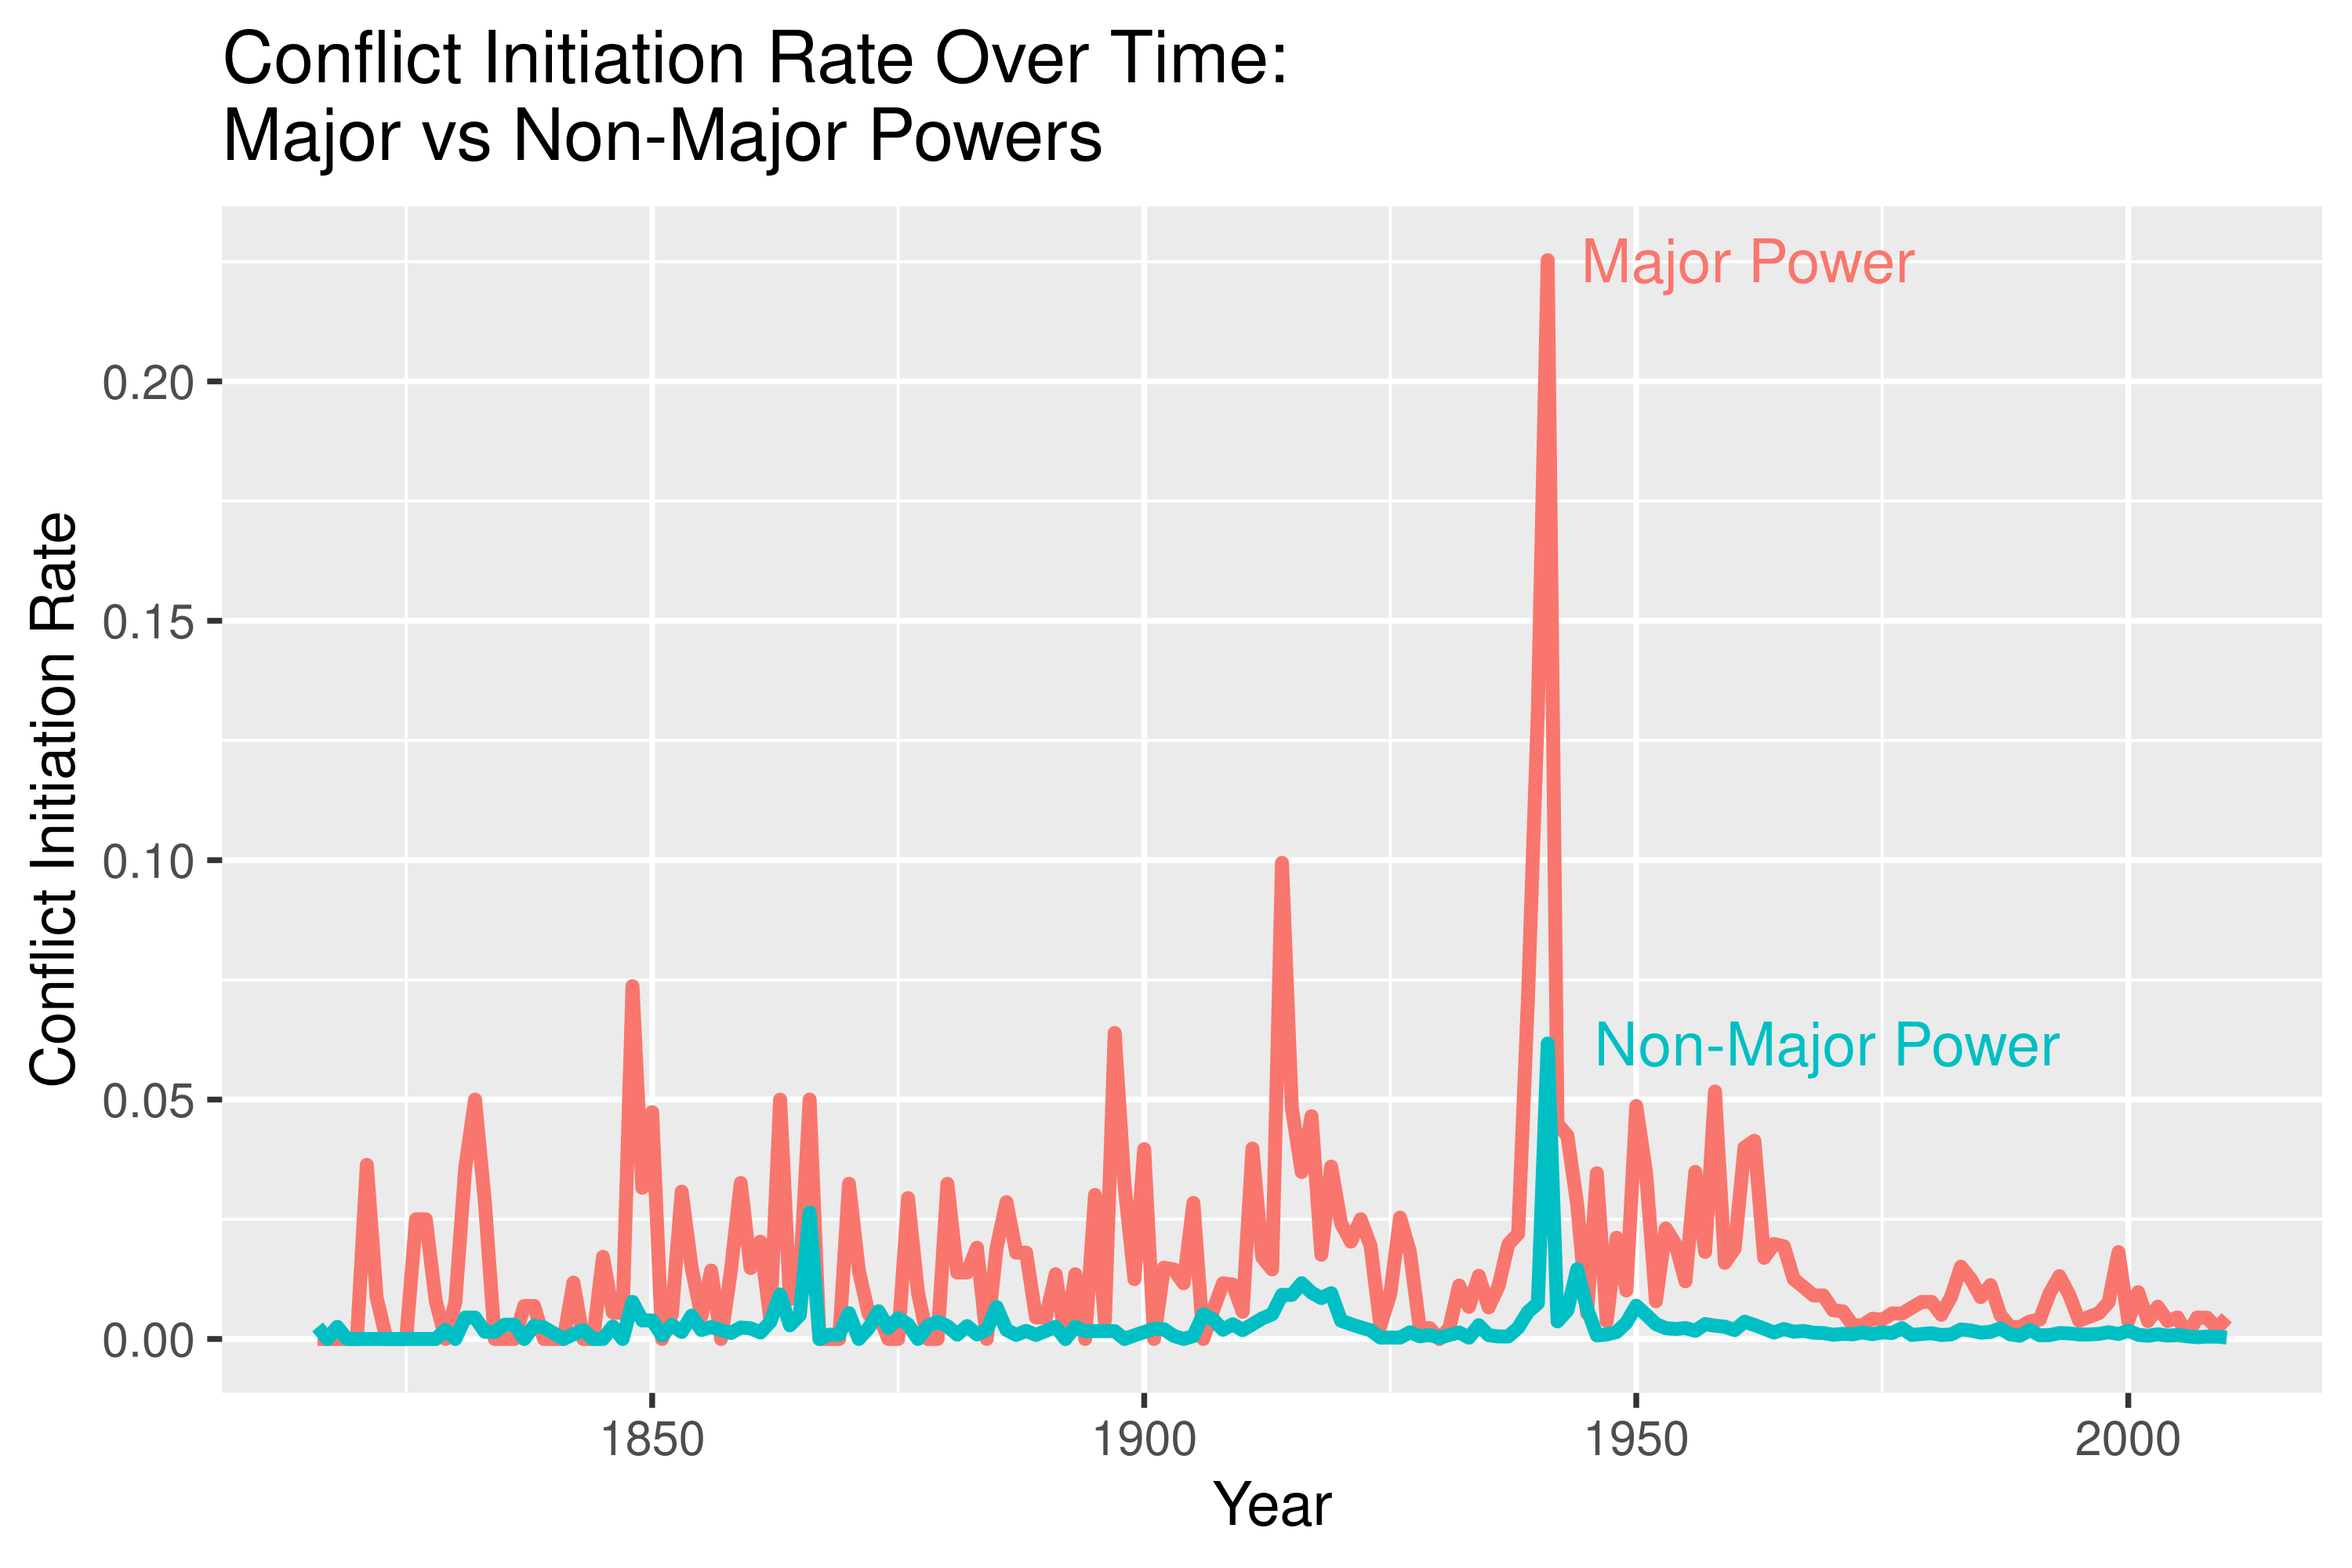 Conflict Initiation Rate Over Time:
Major vs Non-Major Powers
Major Power
Non-Major Power
Conflict Initiation Rate
0.20
0.15
0.10
0.05
0.00
1850
1900
1950
2000
Year